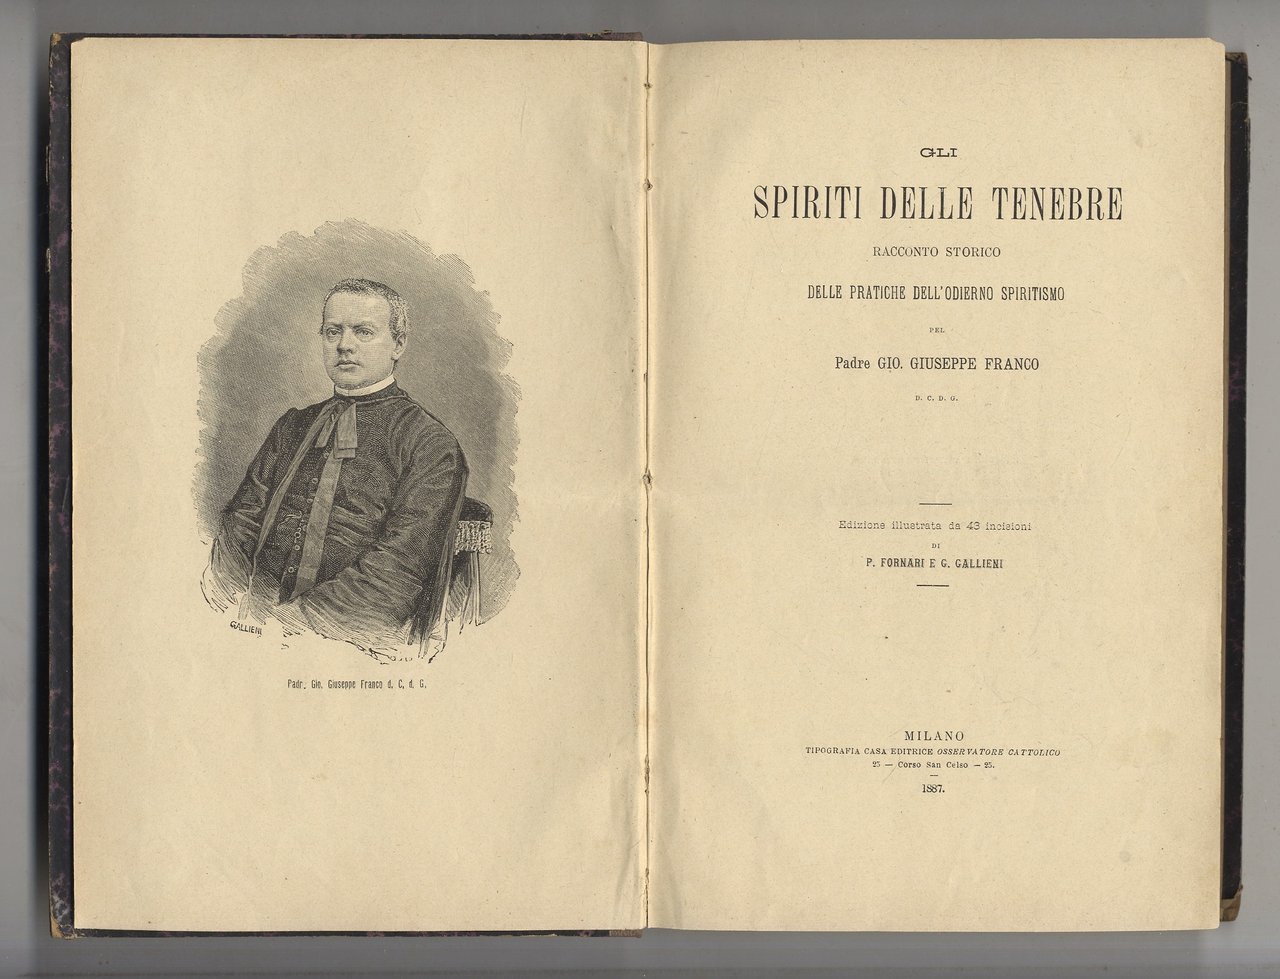 GALLIENI
Padr. Gio. Giuseppe Franco d. C. d. G.
GLI
SPIRITI DELLE TENEBRE
RACCONTO STORICO
DELLE PRATICHE DELL'ODIERNO SPIRITISMO
PEL
Padre GIO. GIUSEPPE FRANCO
D. C. D. G.
Edizione illustrata da 43 incisioni
DI
P. FORNARI E G. GALLIENI
MILANO
TIPOGRAFIA CASA EDITRICE OSSERVATORE CATTOLICO
25 — Corso San Celso — 25.
1887.